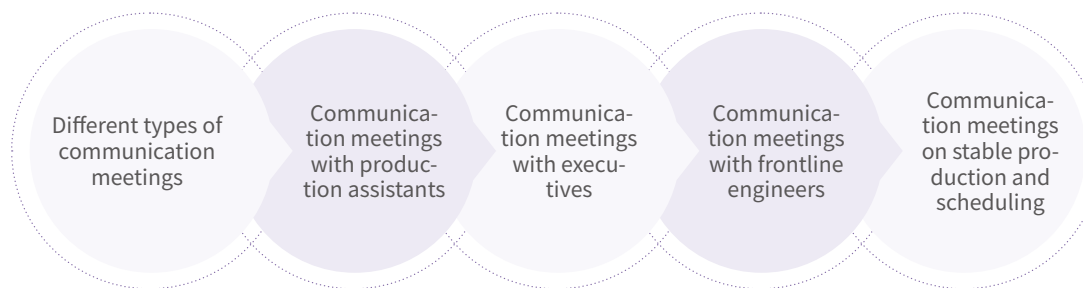 Different types of
communication
meetings
Communica-
tion meetings
with produc-
tion assistants
Communica-
tion meetings
with execu-
tives
Communica-
tion meetings
with frontline
engineers
Communica-
tion meetings
on stable pro-
duction and
scheduling